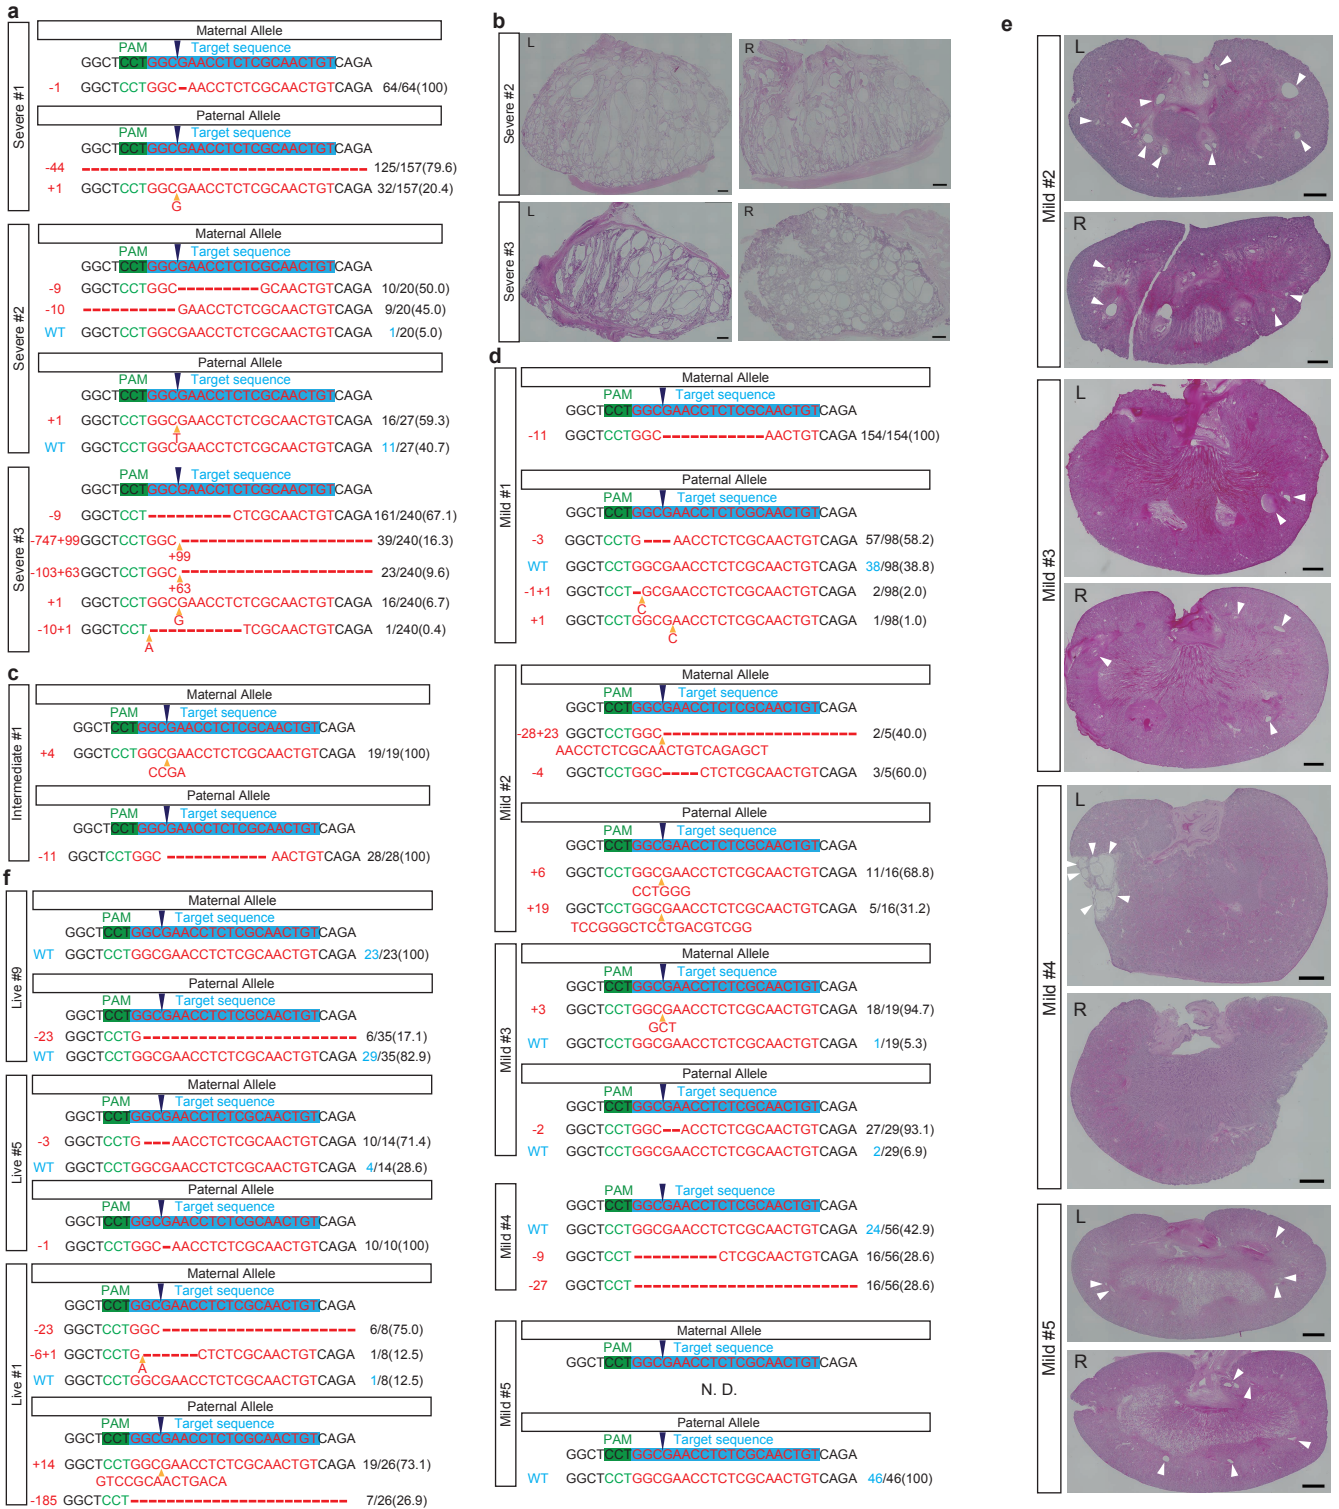 a
Severe #1
Maternal Allele
PAM Target sequence
GGCTCCTGGCGAACCTCTCGCAACTGTCAGA
-1 GGCTCCTGGC-AACCTCTCGCAACTGTCAGA 64/64(100)
Paternal Allele
PAM Target sequence
GGCTCCTGGCGAACCTCTCGCAACTGTCAGA
-44 125/157(79.6)
+1 GGCTCCTGGCGAACCTCTCGCAACTGTCAGA 32/157(20.4)
G
Severe #2
Maternal Allele
PAM Target sequence
GGCTCCTGGCGAACCTCTCGCAACTGTCAGA
-9 GGCTCCTGGC---------GCAACTGTCAGA 10/20(50.0)
-10 ----------GAACCTCTCGCAACTGTCAGA 9/20(45.0)
WT GGCTCCTGGCGAACCTCTCGCAACTGTCAGA 1/20(5.0)
Paternal Allele
PAM Target sequence
GGCTCCTGGCGAACCTCTCGCAACTGTCAGA
+1 GGCTCCTGGCGAACCTCTCGCAACTGTCAGA 16/27(59.3)
T
WT GGCTCCTGGCGAACCTCTCGCAACTGTCAGA 11/27(40.7)
Severe #3
PAM Target sequence
GGCTCCTGGCGAACCTCTCGCAACTGTCAGA
-9 GGCTCCT---------CTCGCAACTGTCAGA 161/240(67.1)
-747+99 GGCTCCTGGC 39/240(16.3)
+99
-103+63 GGCTCCTGGC 23/240(9.6)
+63
+1 GGCTCCTGGCGAACCTCTCGCAACTGTCAGA 16/240(6.7)
G
-10+1 GGCTCCT----------TCGCAACTGTCAGA 1/240(0.4)
A
b
Severe #2
L
R
Severe #3
L
R
c
Intermediate #1
Maternal Allele
PAM Target sequence
GGCTCCTGGCGAACCTCTCGCAACTGTCAGA
+4 GGCTCCTGGCGAACCTCTCGCAACTGTCAGA 19/19(100)
CCGA
Paternal Allele
PAM Target sequence
GGCTCCTGGCGAACCTCTCGCAACTGTCAGA
-11 GGCTCCTGGC-----------AACTGTCAGA 28/28(100)
d
Mild #1
Maternal Allele
PAM Target sequence
GGCTCCTGGCGAACCTCTCGCAACTGTCAGA
-11 GGCTCCTGGC-----------AACTGTCAGA 154/154(100)
Paternal Allele
PAM Target sequence
GGCTCCTGGCGAACCTCTCGCAACTGTCAGA
-3 GGCTCCTG---AACCTCTCGCAACTGTCAGA 57/98(58.2)
WT GGCTCCTGGCGAACCTCTCGCAACTGTCAGA 38/98(38.8)
-1+1 GGCTCCT-GCGAACCTCTCGCAACTGTCAGA 2/98(2.0)
C
+1 GGCTCCTGGCGAACCTCTCGCAACTGTCAGA 1/98(1.0)
C
Mild #2
Maternal Allele
PAM Target sequence
GGCTCCTGGCGAACCTCTCGCAACTGTCAGA
-28+23 GGCTCCTGGC 2/5(40.0)
AACCTCTCGCAACTGTCAGAGCT
-4 GGCTCCTGGC----CTCTCGCAACTGTCAGA 3/5(60.0)
Paternal Allele
PAM Target sequence
GGCTCCTGGCGAACCTCTCGCAACTGTCAGA
+6 GGCTCCTGGCGAACCTCTCGCAACTGTCAGA 11/16(68.8)
CCTGGG
+19 GGCTCCTGGCGAACCTCTCGCAACTGTCAGA 5/16(31.2)
TCCGGGCTCCTGACGTCGG
Mild #3
Maternal Allele
PAM Target sequence
GGCTCCTGGCGAACCTCTCGCAACTGTCAGA
+3 GGCTCCTGGCGAACCTCTCGCAACTGTCAGA 18/19(94.7)
GCT
WT GGCTCCTGGCGAACCTCTCGCAACTGTCAGA 1/19(5.3)
Paternal Allele
PAM Target sequence
GGCTCCTGGCGAACCTCTCGCAACTGTCAGA
-2 GGCTCCTGGC--ACCTCTCGCAACTGTCAGA 27/29(93.1)
WT GGCTCCTGGCGAACCTCTCGCAACTGTCAGA 2/29(6.9)
Mild #4
PAM Target sequence
GGCTCCTGGCGAACCTCTCGCAACTGTCAGA
WT GGCTCCTGGCGAACCTCTCGCAACTGTCAGA 24/56(42.9)
-9 GGCTCCT---------CTCGCAACTGTCAGA 16/56(28.6)
-27 GGCTCCT 16/56(28.6)
Mild #5
Maternal Allele
PAM Target sequence
GGCTCCTGGCGAACCTCTCGCAACTGTCAGA
N. D.
Paternal Allele
PAM Target sequence
GGCTCCTGGCGAACCTCTCGCAACTGTCAGA
WT GGCTCCTGGCGAACCTCTCGCAACTGTCAGA 46/46(100)
e
Mild #2
L
R
Mild #3
L
R
Mild #4
L
R
Mild #5
L
R
f
Live #9
Maternal Allele
PAM Target sequence
GGCTCCTGGCGAACCTCTCGCAACTGTCAGA
WT GGCTCCTGGCGAACCTCTCGCAACTGTCAGA 23/23(100)
Paternal Allele
PAM Target sequence
GGCTCCTGGCGAACCTCTCGCAACTGTCAGA
-23 GGCTCCTG 6/35(17.1)
WT GGCTCCTGGCGAACCTCTCGCAACTGTCAGA 29/35(82.9)
Live #5
Maternal Allele
PAM Target sequence
GGCTCCTGGCGAACCTCTCGCAACTGTCAGA
-3 GGCTCCTG---AACCTCTCGCAACTGTCAGA 10/14(71.4)
WT GGCTCCTGGCGAACCTCTCGCAACTGTCAGA 4/14(28.6)
Paternal Allele
PAM Target sequence
GGCTCCTGGCGAACCTCTCGCAACTGTCAGA
-1 GGCTCCTGGC-AACCTCTCGCAACTGTCAGA 10/10(100)
Live #1
Maternal Allele
PAM Target sequence
GGCTCCTGGCGAACCTCTCGCAACTGTCAGA
-23 GGCTCCTGGC 6/8(75.0)
-6+1 GGCTCCTG------CTCTCGCAACTGTCAGA 1/8(12.5)
A
WT GGCTCCTGGCGAACCTCTCGCAACTGTCAGA 1/8(12.5)
Paternal Allele
PAM Target sequence
GGCTCCTGGCGAACCTCTCGCAACTGTCAGA
+14 GGCTCCTGGCGAACCTCTCGCAACTGTCAGA 19/26(73.1)
GTCCGCAACTGACA
-185 GGCTCCT 7/26(26.9)